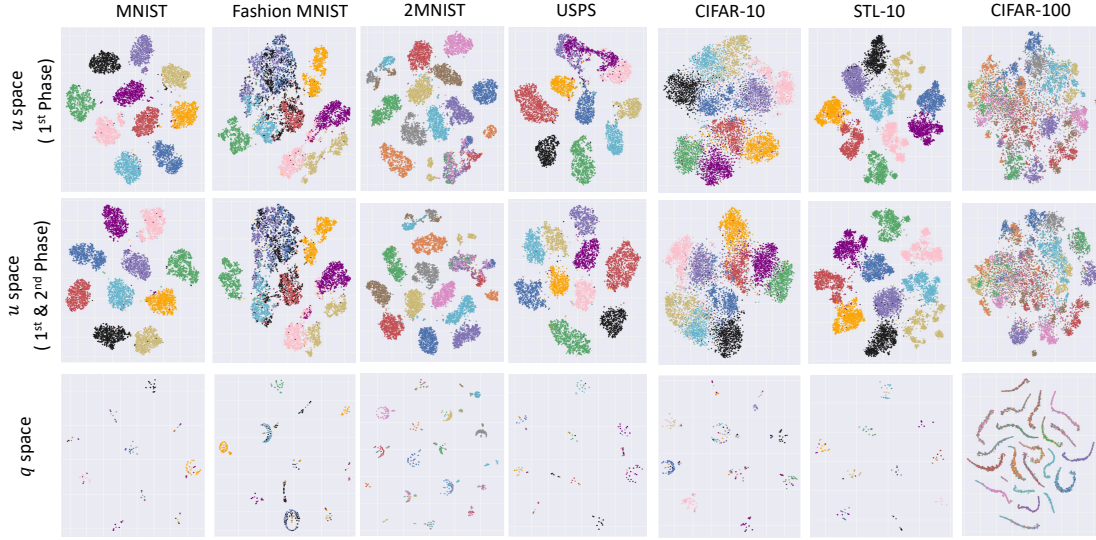 MNIST Fashion MNIST 2MNIST USPS CIFAR-10 STL-10 CIFAR-100
u space
( 1st Phase)
u space
( 1st & 2nd Phase)
q space